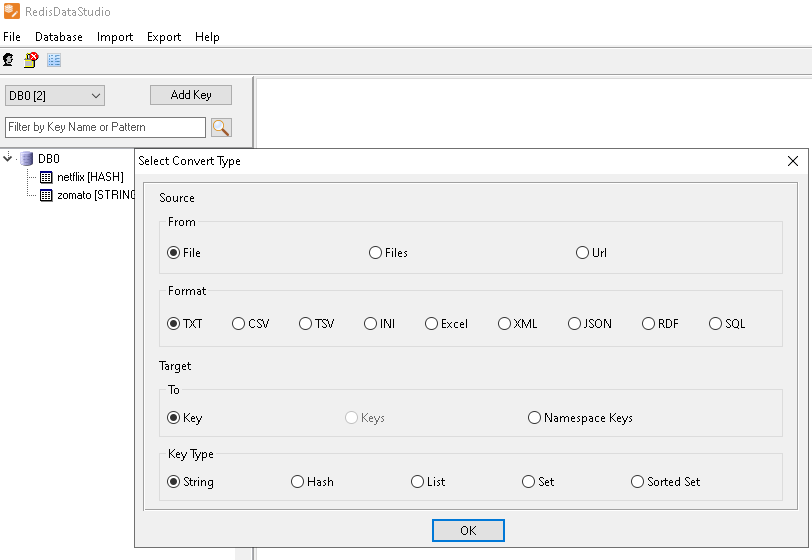 RedisDataStudio
File Database Import Export Help
DB0 [2] Add Key
Filter by Key Name or Pattern
DB0
netflix [HASH]
zomato [STRING
Select Convert Type
Source
From
File Files Url
Format
TXT CSV TSV INI Excel XML JSON RDF SQL
Target
To
Key Keys Namespace Keys
Key Type
String Hash List Set Sorted Set
OK